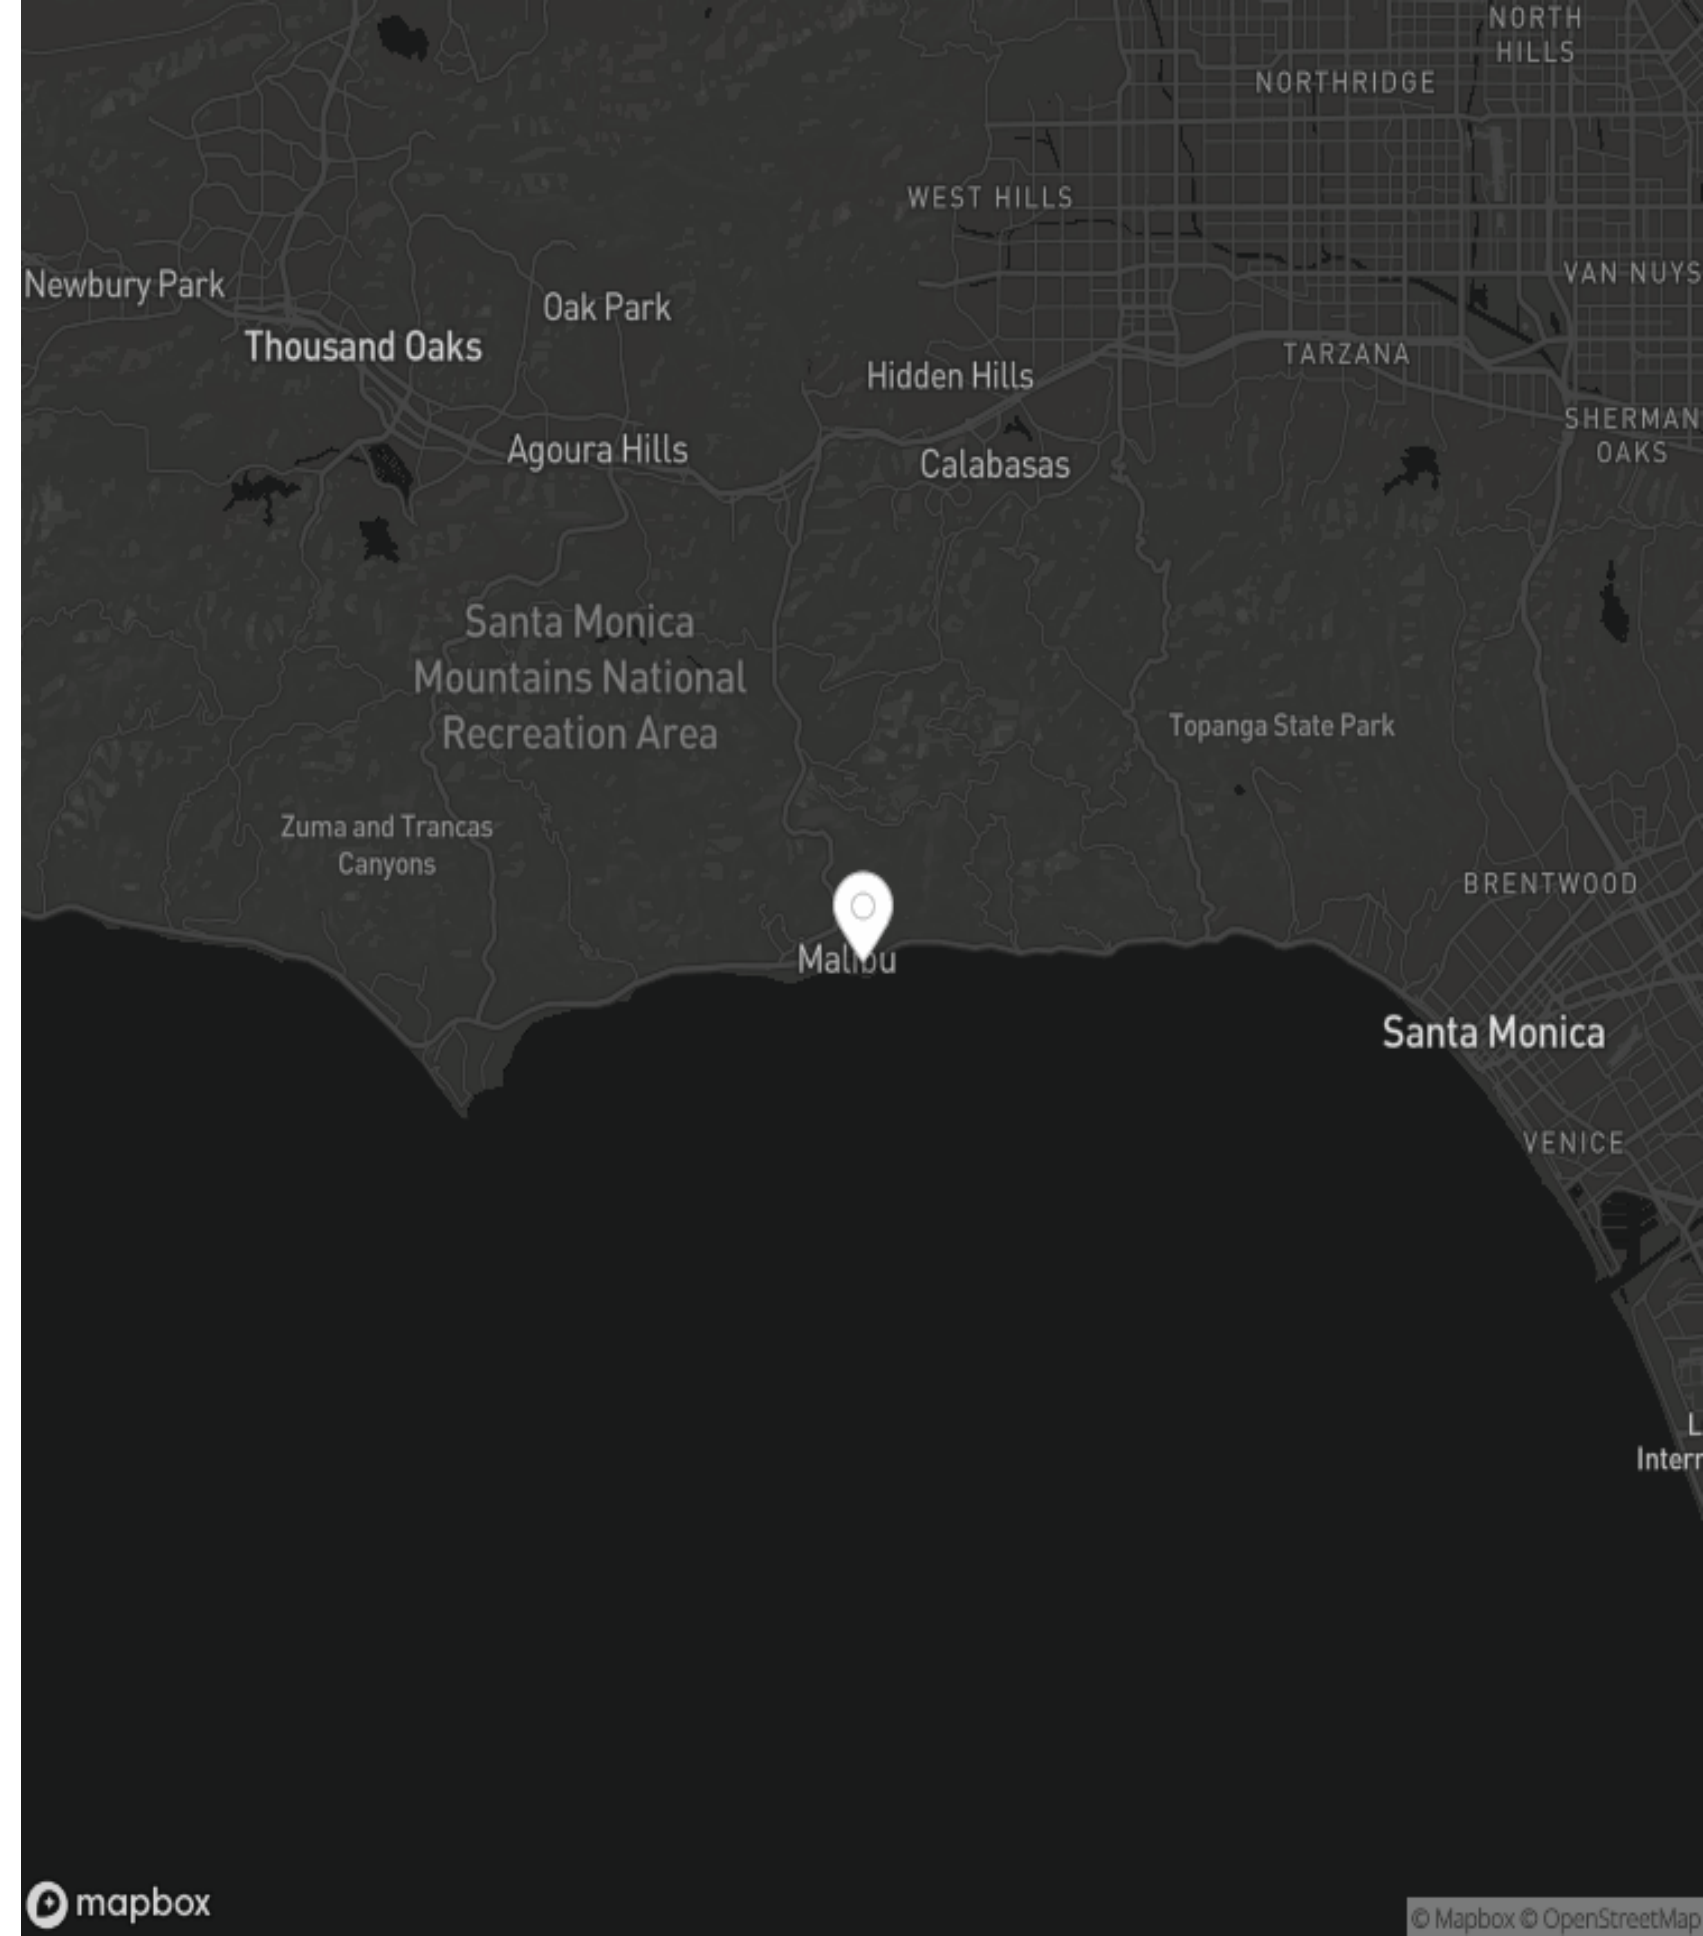 NORTH
HILLS
NORTHRIDGE
WEST HILLS
VAN NUYS
Newbury Park
Oak Park
Thousand Oaks
TARZANA
Hidden Hills
SHERMAN
OAKS
Agoura Hills
Calabasas
Santa Monica
Mountains National
Recreation Area
Topanga State Park
Zuma and Trancas
Canyons
BRENTWOOD
Malibu
Santa Monica
VENICE
L
Intern
mapbox
© Mapbox © OpenStreetMap